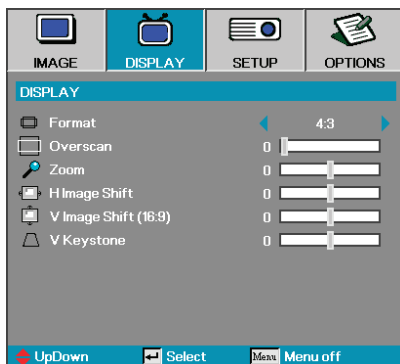 IMAGE DISPLAY SETUP OPTIONS
DISPLAY
Format 4:3
Overscan 0
Zoom 0
H Image Shift 0
V Image Shift (16:9) 0
V Keystone 0
UpDown Select Menu Menu off